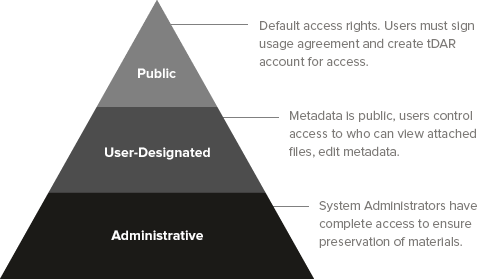 Public
Default access rights. Users must sign
usage agreement and create tDAR
account for access.
User-Designated
Metadata is public, users control
access to who can view attached
files, edit metadata.
Administrative
System Administrators have
complete access to ensure
preservation of materials.